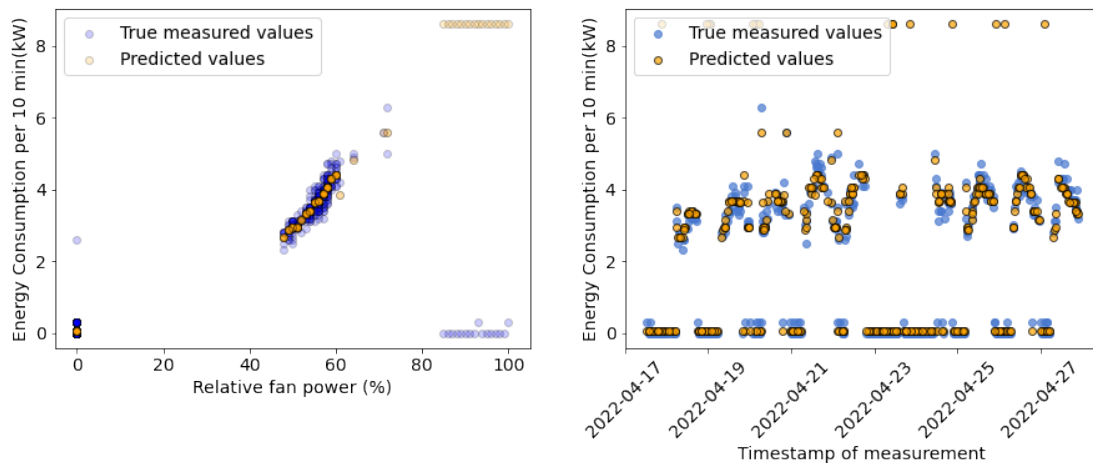 Energy Consumption per 10 min(kW)
8
6
4
2
0
True measured values
Predicted values
0 20 40 60 80 100
Relative fan power (%)
Energy Consumption per 10 min(kW)
8
6
4
2
0
True measured values
Predicted values
2022-04-17 2022-04-19 2022-04-21 2022-04-23 2022-04-25 2022-04-27
Timestamp of measurement